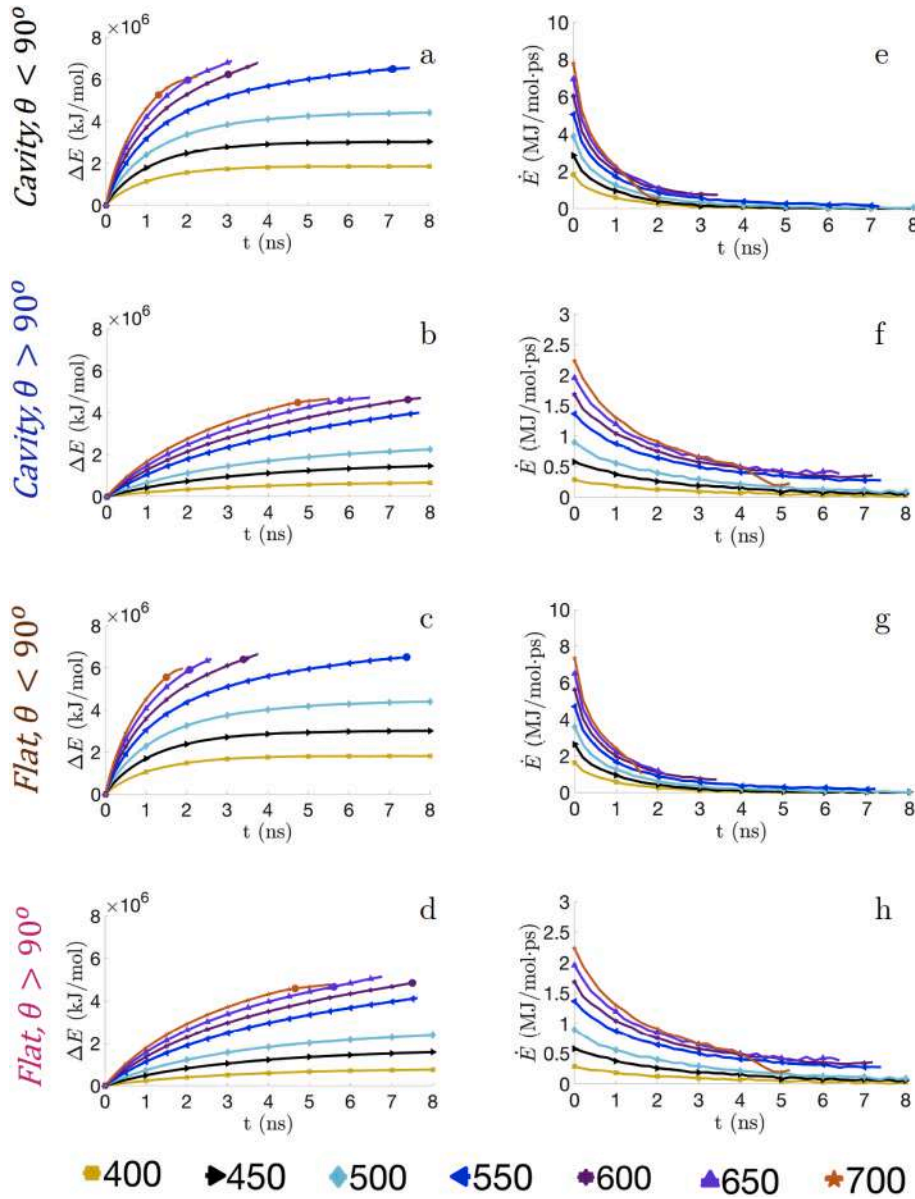 Cavity, θ < 90°
×10⁶
8
6
4
2
0
ΔE (kJ/mol)
0 1 2 3 4 5 6 7 8
t (ns)
a
10
8
6
4
2
0
Ė (MJ/mol·ps)
0 1 2 3 4 5 6 7 8
t (ns)
e
Cavity, θ > 90°
×10⁶
8
6
4
2
0
ΔE (kJ/mol)
0 1 2 3 4 5 6 7 8
t (ns)
b
3
2.5
2
1.5
1
0.5
0
Ė (MJ/mol·ps)
0 1 2 3 4 5 6 7 8
t (ns)
f
Flat, θ < 90°
×10⁶
8
6
4
2
0
ΔE (kJ/mol)
0 1 2 3 4 5 6 7 8
t (ns)
c
10
8
6
4
2
0
Ė (MJ/mol·ps)
0 1 2 3 4 5 6 7 8
t (ns)
g
Flat, θ > 90°
×10⁶
8
6
4
2
0
ΔE (kJ/mol)
0 1 2 3 4 5 6 7 8
t (ns)
d
3
2.5
2
1.5
1
0.5
0
Ė (MJ/mol·ps)
0 1 2 3 4 5 6 7 8
t (ns)
h
400 450 500 550 600 650 700